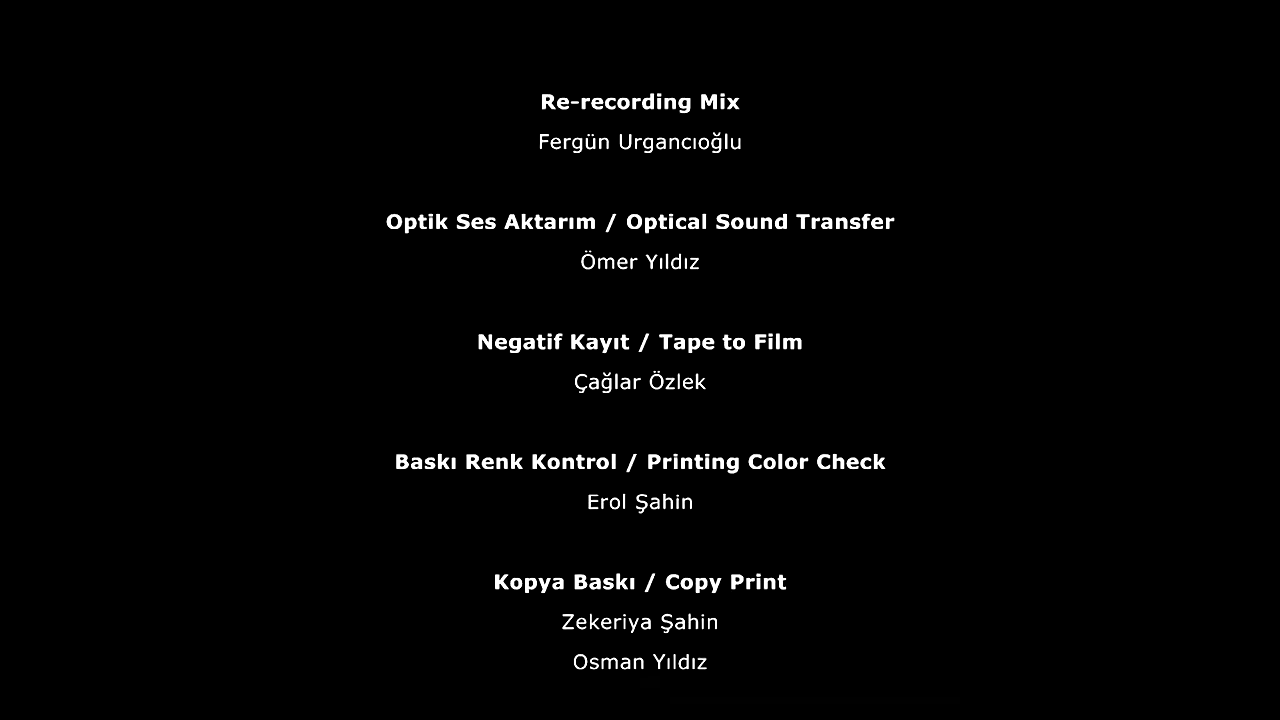 Re-recording Mix
Fergün Urgancıoğlu
Optik Ses Aktarım / Optical Sound Transfer
Ömer Yıldız
Negatif Kayıt / Tape to Film
Çağlar Özlek
Baskı Renk Kontrol / Printing Color Check
Erol Şahin
Kopya Baskı / Copy Print
Zekeriya Şahin
Osman Yıldız